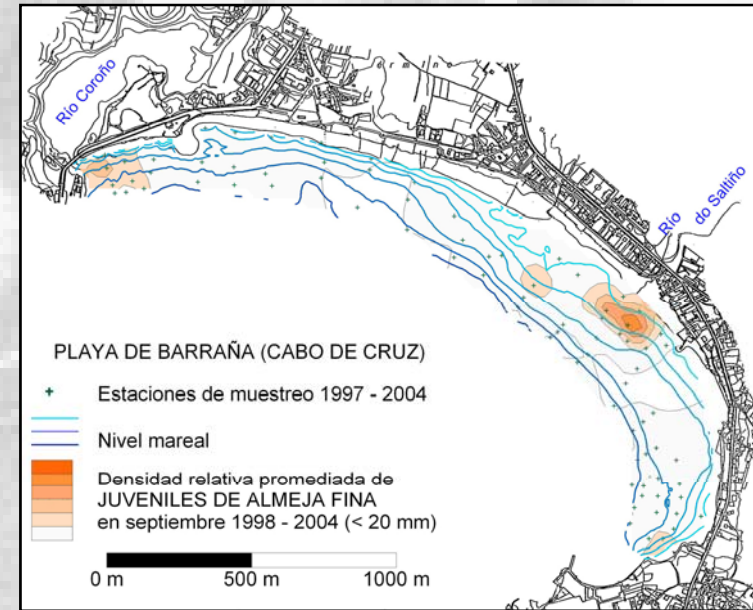 Río Coroño
Río
do Saltiño
PLAYA DE BARRAÑA (CABO DE CRUZ)
Estaciones de muestreo 1997 - 2004
Nivel mareal
Densidad relativa promediada de
JUVENILES DE ALMEJA FINA
en septiembre 1998 - 2004 (< 20 mm)
0 m 500 m 1000 m